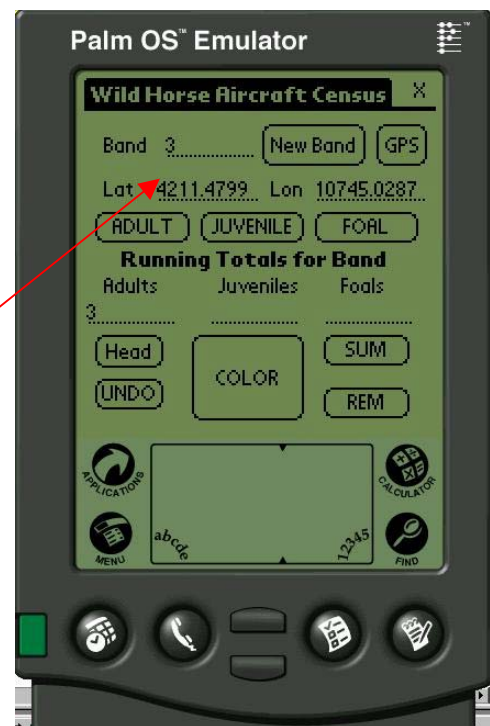 Palm OS™ Emulator
Wild Horse Aircraft Census X
Band 3 New Band GPS
Lat 4211.4799 Lon 10745.0287
ADULT JUVENILE FOAL
Running Totals for Band
Adults Juveniles Foals
3
Head COLOR SUM
UNDO REM
APPLICATIONS CALCULATOR
MENU abcde 12345 FIND